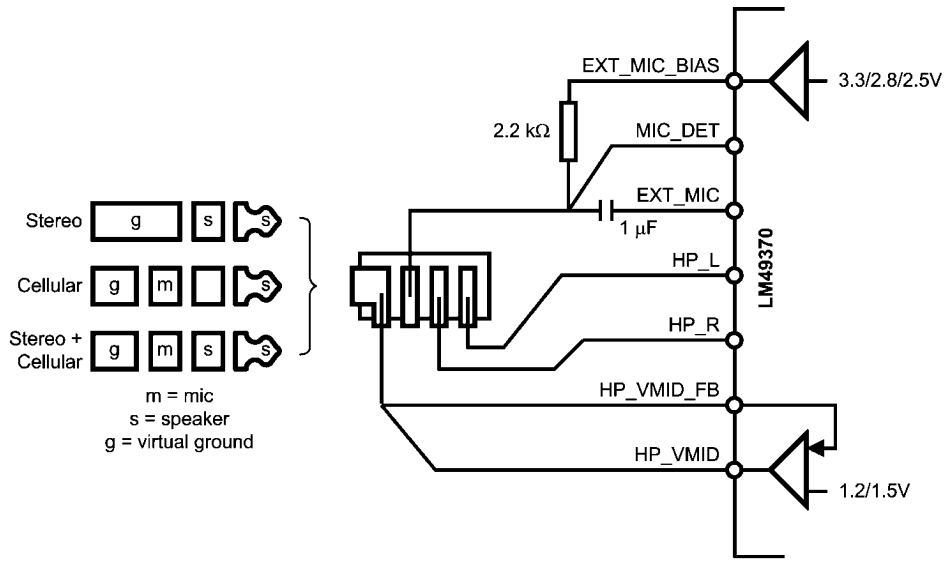 EXT_MIC_BIAS
3.3/2.8/2.5V
2.2 kΩ
MIC_DET
EXT_MIC
1 μF
Stereo
g s s
Cellular
g m s
Stereo +
Cellular
g m s s
m = mic
s = speaker
g = virtual ground
HP_L
HP_R
HP_VMID_FB
HP_VMID
1.2/1.5V
LM49370